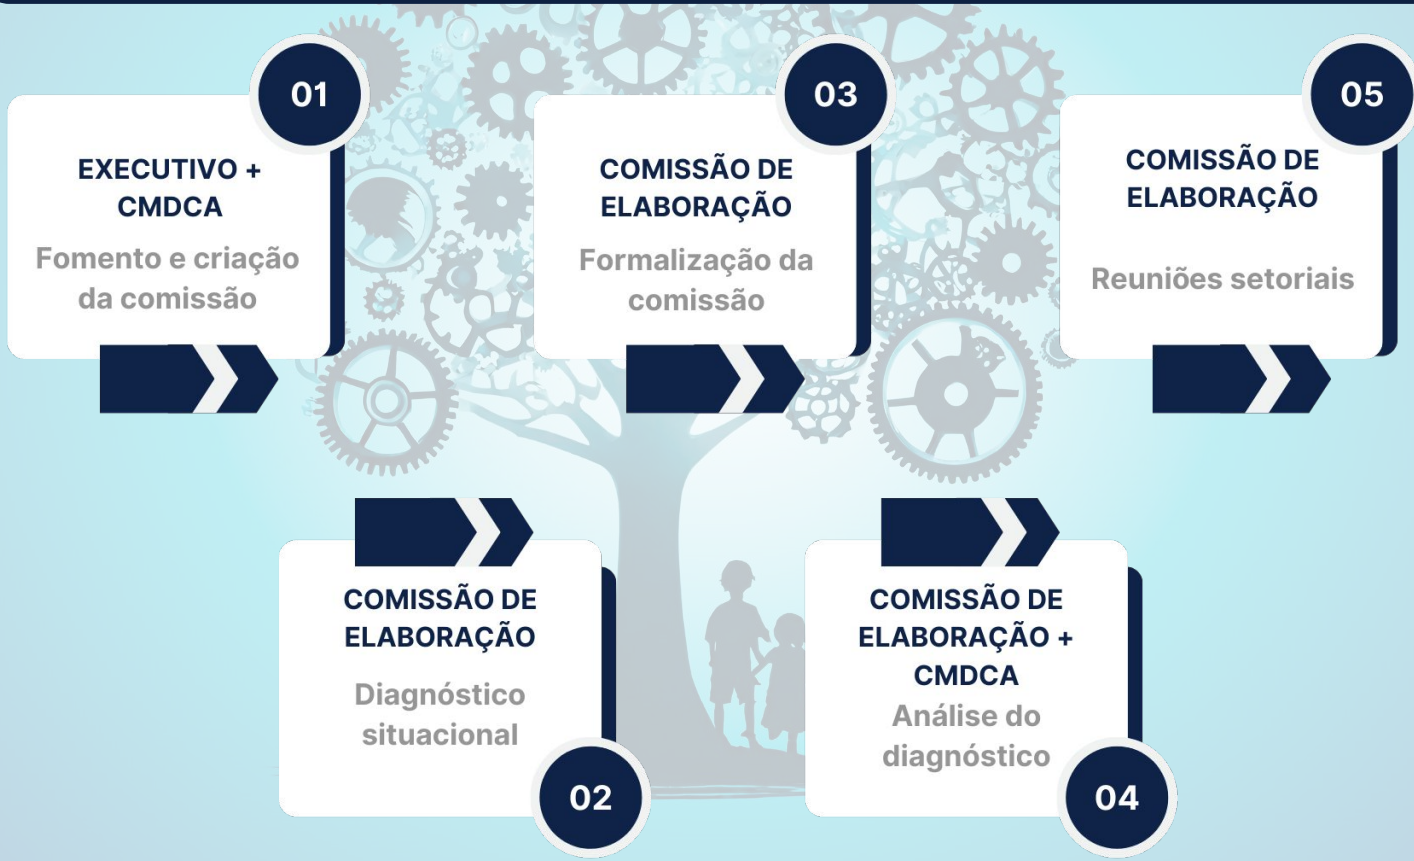 01
EXECUTIVO +
CMDCA
Fomento e criação
da comissão
02
COMISSÃO DE
ELABORAÇÃO
Diagnóstico
situacional
03
COMISSÃO DE
ELABORAÇÃO
Formalização da
comissão
04
COMISSÃO DE
ELABORAÇÃO +
CMDCA
Análise do
diagnóstico
05
COMISSÃO DE
ELABORAÇÃO
Reuniões setoriais